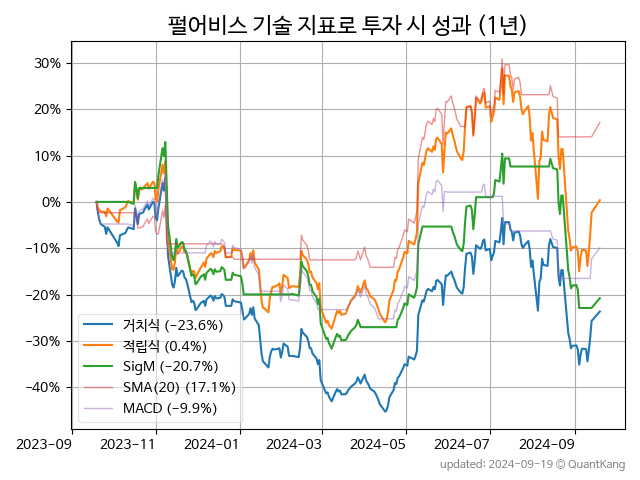 펄어비스 기술 지표로 투자 시 성과 (1년)
30%
20%
10%
0%
−10%
−20%
−30%
−40%
거치식 (−23.6%)
적립식 (0.4%)
SigM (−20.7%)
SMA(20) (17.1%)
MACD (−9.9%)
2023-09 2023-11 2024-01 2024-03 2024-05 2024-07 2024-09
updated: 2024-09-19 © QuantKang